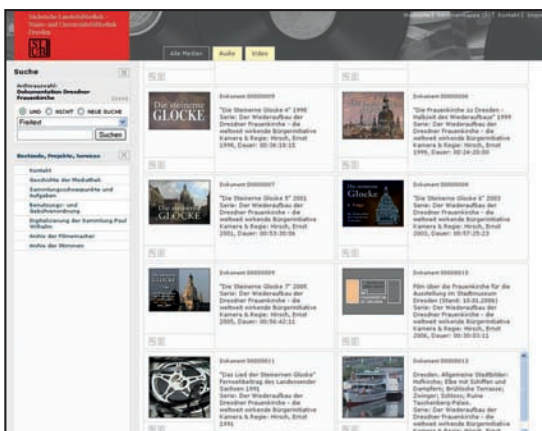 Sächsische Landesbibliothek -
Staats- und Universitätsbibliothek
Dresden
SLUB
Kontakt
Alle Medien
Audio
Video
Suche
Dokumentation Dresdner
Frauenkirche
UND
NICHT
NEUE SUCHE
Freitext
Suchen
Bestände, Projekte, Services
Kontakt
Geschichte der Mediathek
Sammlungsschwerpunkte und
Aufgaben
Benutzungs- und
Gebührenordnung
Digitalisierung der Sammlung Paul
Wilhelm
Archiv der Filmemacher
Archiv der Stimmen
Die steinerne
GLOCKE
Dokument 00000005
"Die Steinerne Glocke 4" 1998
Serie: Der Wiederaufbau der
Dresdner Frauenkirche - die
weltweit wirkende Bürgerinitiative
Kamera & Regie: Hirsch, Ernst
1998, Dauer: 00:36:19:15
Dokument 00000006
"Die Frauenkirche zu Dresden -
Halbzeit des Wiederaufbaus" 1999
Serie: Der Wiederaufbau der
Dresdner Frauenkirche - die
weltweit wirkende Bürgerinitiative
Kamera & Regie: Hirsch, Ernst
1999, Dauer: 00:24:20:00
GLOCKE
Dokument 00000007
"Die Steinerne Glocke 5" 2001
Serie: Der Wiederaufbau der
Dresdner Frauenkirche - die
weltweit wirkende Bürgerinitiative
Kamera & Regie: Hirsch, Ernst
2001, Dauer: 00:53:30:06
Die steinerne
Glocke
Dokument 00000008
"Die Steinerne Glocke 6" 2003
Serie: Der Wiederaufbau der
Dresdner Frauenkirche - die
weltweit wirkende Bürgerinitiative
Kamera & Regie: Hirsch, Ernst
2003, Dauer: 00:57:25:23
GLOCKE
Dokument 00000009
"Die Steinerne Glocke 7" 2005
Serie: Der Wiederaufbau der
Dresdner Frauenkirche - die
weltweit wirkende Bürgerinitiative
Kamera & Regie: Hirsch, Ernst
2005, Dauer: 00:56:42:11
Dokument 00000010
Film über die Frauenkirche für die
Ausstellung im Stadtmuseum
Dresden (Stand: 10.01.2006)
Serie: Der Wiederaufbau der
Dresdner Frauenkirche - die
weltweit wirkende Bürgerinitiative
Kamera & Regie: Hirsch, Ernst
2006, Dauer: 00:30:03:11
Dokument 00000011
"Das Lied der Steinernen Glocke"
Fernsehbeitrag des Landessender
Sachsen 1991
Serie: Der Wiederaufbau der
Dresdner Frauenkirche - die
weltweit wirkende Bürgerinitiative
Kamera & Regie: Hirsch, Ernst
1991
Dokument 00000012
Dresden: Allgemeine Stadtbilder:
Hofkirche; Elbe mit Schiffen und
Dampfern; Brühlsche Terrasse;
Zwinger; Schloss; Ruine
Taschenberg-Palais.
Serie: Der Wiederaufbau der
Dresdner Frauenkirche - die
weltweit wirkende Bürgerinitiative
Kamera & Regie: Hirsch, Ernst